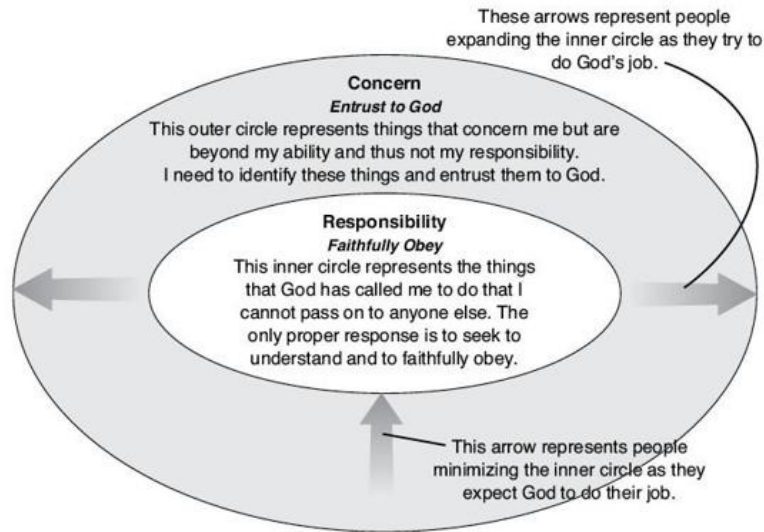 These arrows represent people
expanding the inner circle as they try to
do God's job.
Concern
Entrust to God
This outer circle represents things that concern me but are
beyond my ability and thus not my responsibility.
I need to identify these things and entrust them to God.
Responsibility
Faithfully Obey
This inner circle represents the things
that God has called me to do that I
cannot pass on to anyone else. The
only proper response is to seek to
understand and to faithfully obey.
This arrow represents people
minimizing the inner circle as they
expect God to do their job.